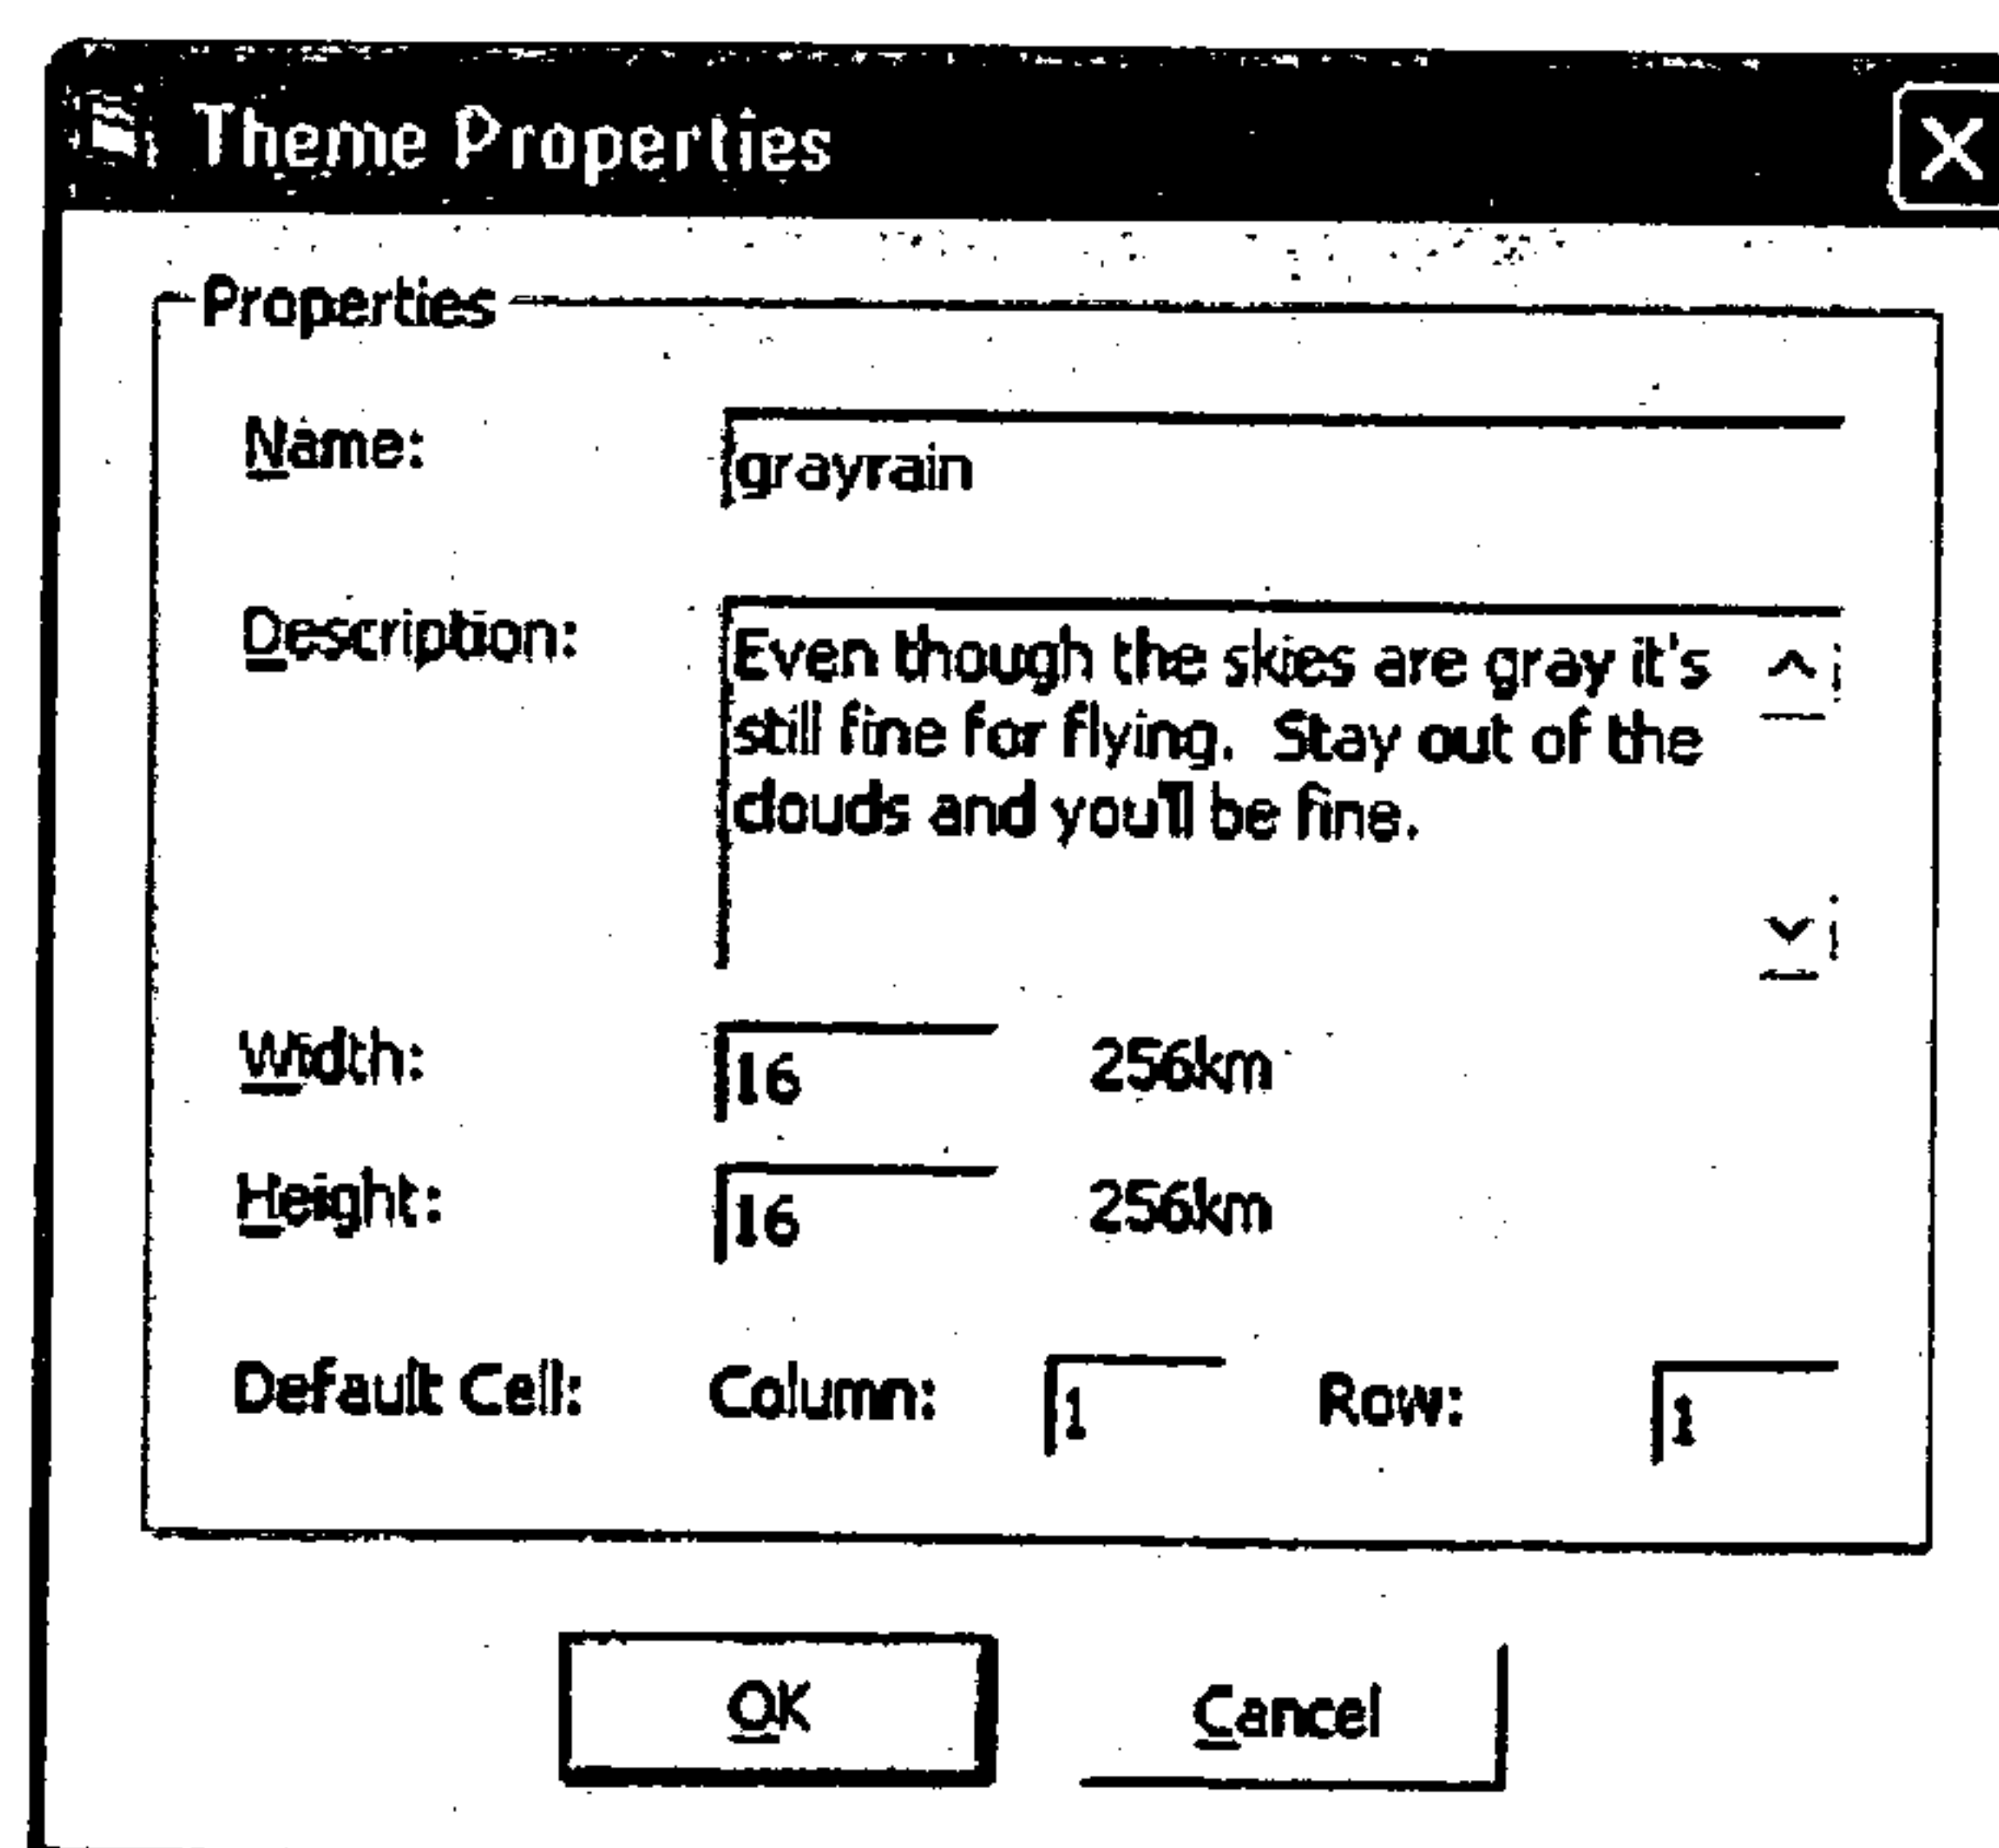 Theme Properties
Properties
Name: grayrain
Description: Even though the skies are gray it's
still fine for flying.  Stay out of the
clouds and you'll be fine.
Width: 16 256km
Height: 16 256km
Default Cell: Column: 1 Row: 1
OK Cancel